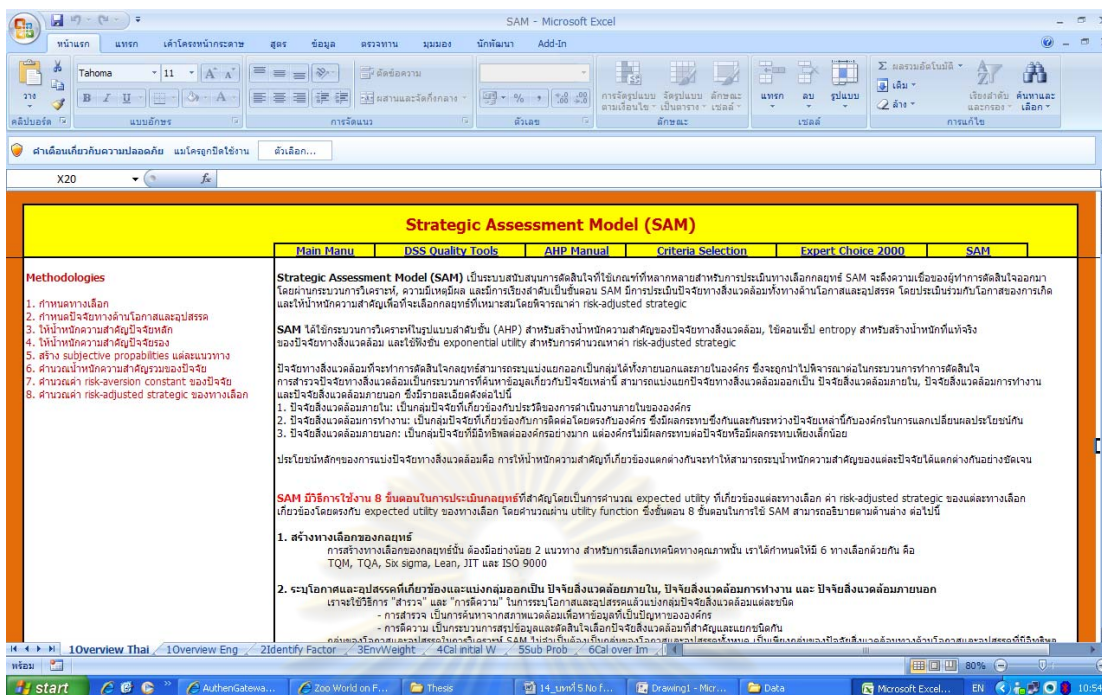 SAM - Microsoft Excel
หน้าแรก แทรก เค้าโครงหน้ากระดาษ สูตร ข้อมูล ตรวจทาน มุมมอง นักพัฒนา Add-In
Tahoma 11 ตัดข้อความ Σ ผลรวมอัตโนมัติ
วาง B I U ผสานและจัดกึ่งกลาง % การจัดรูปแบบตามเงื่อนไข จัดรูปแบบเป็นตาราง ลักษณะเซลล์ แทรก ลบ รูปแบบ เติม ล้าง เรียงลำดับและกรอง ค้นหาและเลือก
คลิปบอร์ด แบบอักษร การจัดแนว ตัวเลข ลักษณะ เซลล์ การแก้ไข
คำเตือนเกี่ยวกับความปลอดภัย แมโครถูกปิดใช้งาน ตัวเลือก...
X20 fx
Strategic Assessment Model (SAM)
Main Manu DSS Quality Tools AHP Manual Criteria Selection Expert Choice 2000 SAM
Methodologies
1. กำหนดทางเลือก
2. กำหนดปัจจัยทางด้านโอกาสและอุปสรรค
3. ให้น้ำหนักความสำคัญปัจจัยหลัก
4. ให้น้ำหนักความสำคัญปัจจัยรอง
5. สร้าง subjective propabilities แต่ละแนวทาง
6. คำนวณน้ำหนักความสำคัญรวมของปัจจัย
7. คำนวณค่า risk-aversion constant ของปัจจัย
8. คำนวณค่า risk-adjusted strategic ของทางเลือก
Strategic Assessment Model (SAM) เป็นระบบสนับสนุนการตัดสินใจที่ใช้เกณฑ์ที่หลากหลายสำหรับการประเมินทางเลือกกลยุทธ์ SAM จะดึงความเชื่อของผู้ทำการตัดสินใจออกมา
โดยผ่านกระบวนการวิเคราะห์, ความมีเหตุมีผล และมีการเรียงลำดับเป็นขั้นตอน SAM มีการประเมินปัจจัยทางสิ่งแวดล้อมทั้งทางด้านโอกาสและอุปสรรค โดยประเมินร่วมกับโอกาสของการเกิด
และให้น้ำหนักความสำคัญเพื่อที่จะเลือกกลยุทธ์ที่เหมาะสมโดยพิจารณาค่า risk-adjusted strategic
SAM ได้ใช้กระบวนการวิเคราะห์ในรูปแบบลำดับชั้น (AHP) สำหรับสร้างน้ำหนักความสำคัญของปัจจัยทางสิ่งแวดล้อม, ใช้คอนเซ็ป entropy สำหรับสร้างน้ำหนักที่แท้จริง
ของปัจจัยทางสิ่งแวดล้อม และใช้ฟังชั่น exponential utility สำหรับการคำนวณหาค่า risk-adjusted strategic
ปัจจัยทางสิ่งแวดล้อมที่จะทำการตัดสินใจกลยุทธ์สามารถระบุแบ่งแยกออกเป็นกลุ่มได้ทั้งภายนอกและภายในองค์กร ซึ่งจะถูกนำไปพิจารณาต่อในกระบวนการทำการตัดสินใจ
การสำรวจปัจจัยทางสิ่งแวดล้อมเป็นกระบวนการที่ค้นหาข้อมูลเกี่ยวกับปัจจัยเหล่านี้ สามารถแบ่งแยกปัจจัยทางสิ่งแวดล้อมออกเป็น ปัจจัยสิ่งแวดล้อมภายใน, ปัจจัยสิ่งแวดล้อมการทำงาน
และปัจจัยสิ่งแวดล้อมภายนอก ซึ่งมีรายละเอียดดังต่อไปนี้
1. ปัจจัยสิ่งแวดล้อมภายใน: เป็นกลุ่มปัจจัยที่เกี่ยวข้องกับประวัติของการดำเนินงานภายในขององค์กร
2. ปัจจัยสิ่งแวดล้อมการทำงาน: เป็นกลุ่มปัจจัยที่เกี่ยวข้องกับการติดต่อโดยตรงกับองค์กร ซึ่งมีผลกระทบซึ่งกันและกันระหว่างปัจจัยเหล่านี้กับองค์กรในการแลกเปลี่ยนผลประโยชน์กัน
3. ปัจจัยสิ่งแวดล้อมภายนอก: เป็นกลุ่มปัจจัยที่มีอิทธิพลต่อองค์กรอย่างมาก แต่องค์กรไม่มีผลกระทบต่อปัจจัยหรือมีผลกระทบเพียงเล็กน้อย
ประโยชน์หลักๆของการแบ่งปัจจัยทางสิ่งแวดล้อมคือ การให้น้ำหนักความสำคัญที่เกี่ยวข้องแตกต่างกันจะทำให้สามารถระบุน้ำหนักความสำคัญของแต่ละปัจจัยได้แตกต่างกันอย่างชัดเจน
SAM มีวิธีการใช้งาน 8 ขั้นตอนในการประเมินกลยุทธ์ที่สำคัญโดยเป็นการคำนวณ expected utility ที่เกี่ยวข้องแต่ละทางเลือก ค่า risk-adjusted strategic ของแต่ละทางเลือก
เกี่ยวข้องโดยตรงกับ expected utility ของทางเลือก โดยคำนวณผ่าน utility function ซึ่งขั้นตอน 8 ขั้นตอนในการใช้ SAM สามารถอธิบายตามด้านล่าง ต่อไปนี้
1. สร้างทางเลือกของกลยุทธ์
การสร้างทางเลือกของกลยุทธ์นั้น ต้องมีอย่างน้อย 2 แนวทาง สำหรับการเลือกเทคนิคทางคุณภาพนั้น เราได้กำหนดให้มี 6 ทางเลือกด้วยกัน คือ
TQM, TQA, Six sigma, Lean, JIT และ ISO 9000
2. ระบุโอกาสและอุปสรรคที่เกี่ยวข้องและแบ่งกลุ่มออกเป็น ปัจจัยสิ่งแวดล้อยภายใน, ปัจจัยสิ่งแวดล้อมการทำงาน และ ปัจจัยสิ่งแวดล้อมภายนอก
เราจะใช้วิธีการ "สำรวจ" และ "การตีความ" ในการระบุโอกาสและอุปสรรคแล้วแบ่งกลุ่มปัจจัยสิ่งแวดล้อมแต่ละชนิด
- การสำรวจ เป็นการค้นหาจากสภาพแวดล้อมเพื่อหาข้อมูลที่เป็นปัญหาขององค์กร
- การตีความ เป็นกระบวนการสรุปข้อมูลและตัดสินใจเลือกปัจจัยสิ่งแวดล้อมที่สำคัญและแยกชนิดกัน
1Overview Thai 1Overview Eng 2Identify Factor 3EnvWeight 4Cal initial W 5Sub Prob 6Cal over Im
พร้อม 80%
start AuthenGatewa... Zoo World on F... Thesis 14_บทที่ 5 No f... Drawing1 - Micr... Data Microsoft Excel... EN 10:54